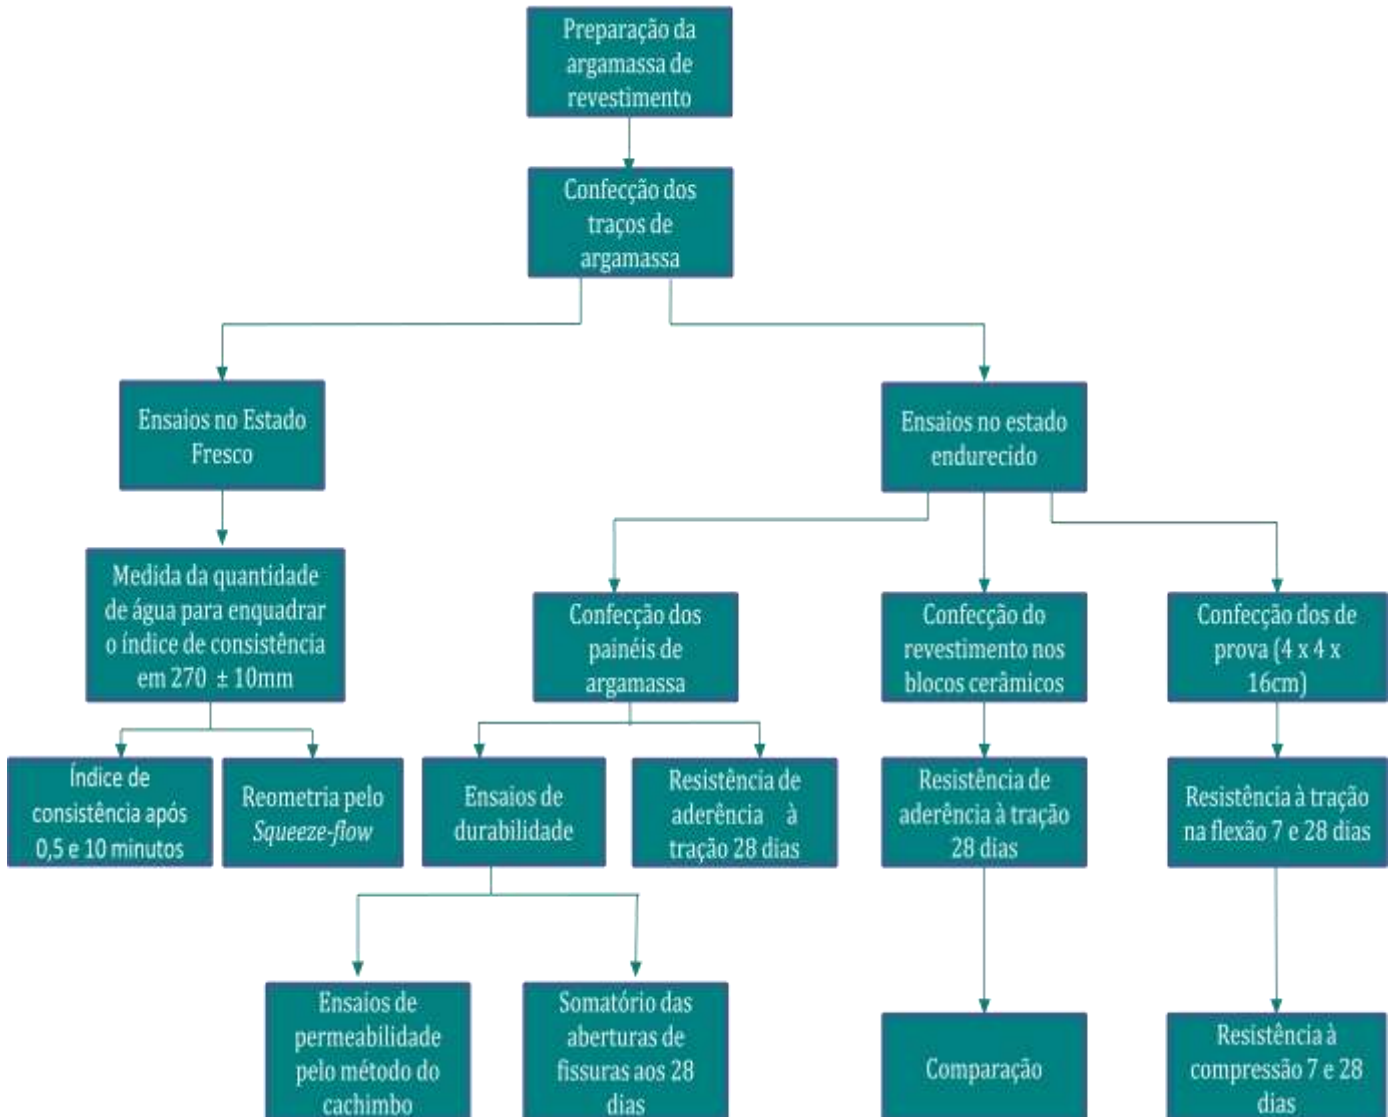 Preparação da
argamassa de
revestimento
Confecção dos
traços de
argamassa
Ensaios no Estado
Fresco
Ensaios no estado
endurecido
Medida da quantidade
de água para enquadrar
o índice de consistência
em 270 ± 10mm
Confecção dos
painéis de
argamassa
Confecção do
revestimento nos
blocos cerâmicos
Confecção dos de
prova (4 x 4 x
16cm)
Índice de
consistência após
0,5 e 10 minutos
Reometria pelo
Squeeze-flow
Ensaios de
durabilidade
Resistência de
aderência à
tração 28 dias
Resistência de
aderência à tração
28 dias
Resistência à tração
na flexão 7 e 28 dias
Ensaios de
permeabilidade
pelo método do
cachimbo
Somatório das
aberturas de
fissuras aos 28
dias
Comparação
Resistência à
compressão 7 e 28
dias